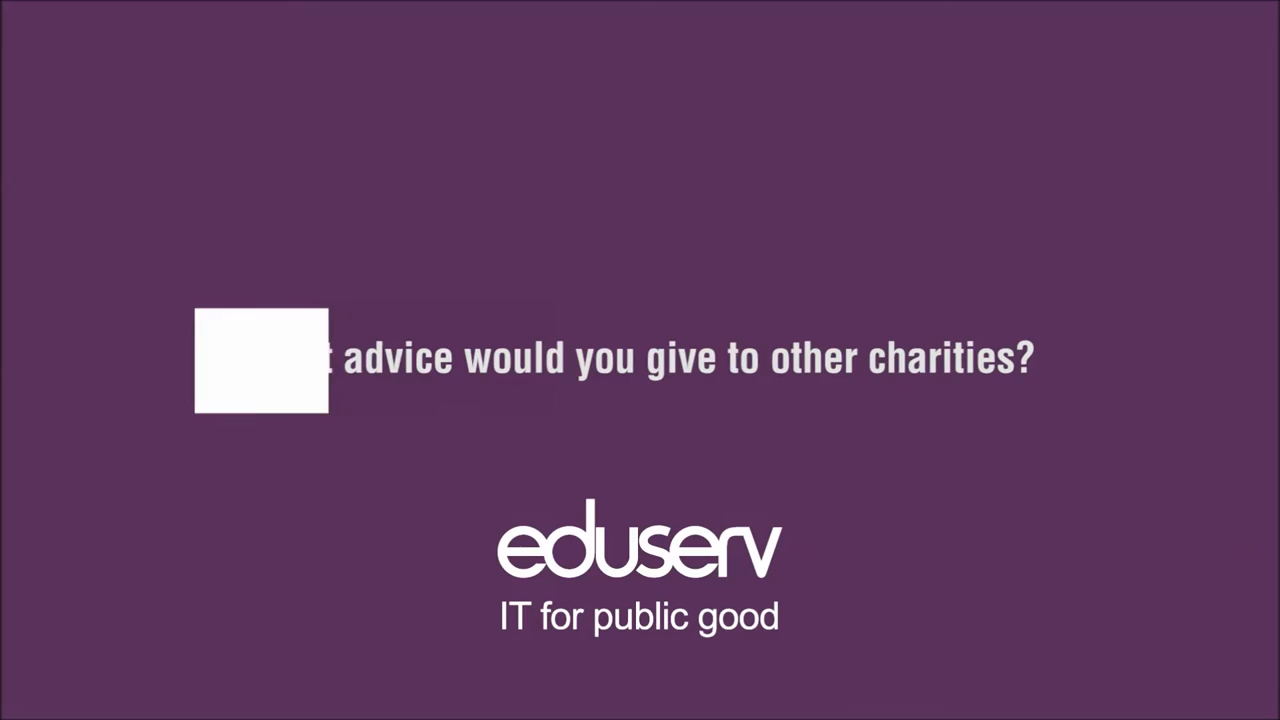 advice would you give to other charities?
eduserv
IT for public good